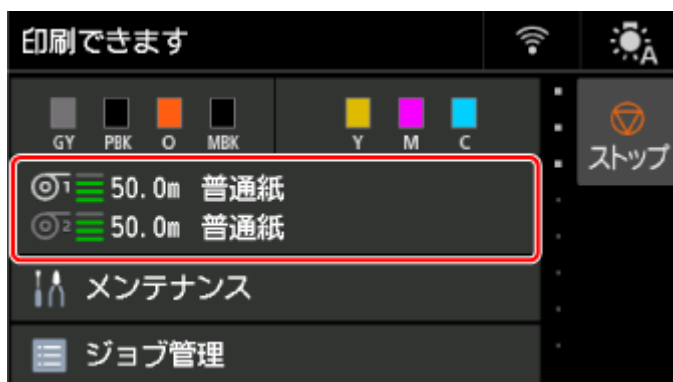 印刷できます
A
GY PBK O MBK Y M C
ストップ
1 50.0m 普通紙
2 50.0m 普通紙
メンテナンス
ジョブ管理